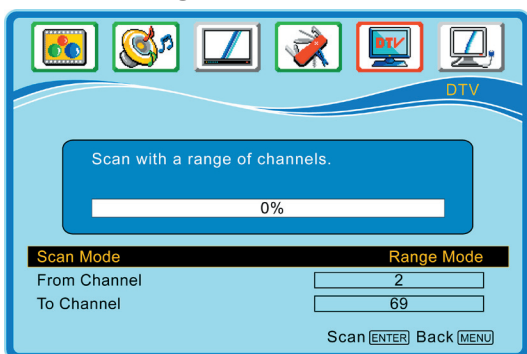 DTV
DTV
Scan with a range of channels.
0%
Scan Mode Range Mode
From Channel 2
To Channel 69
Scan ENTER Back MENU